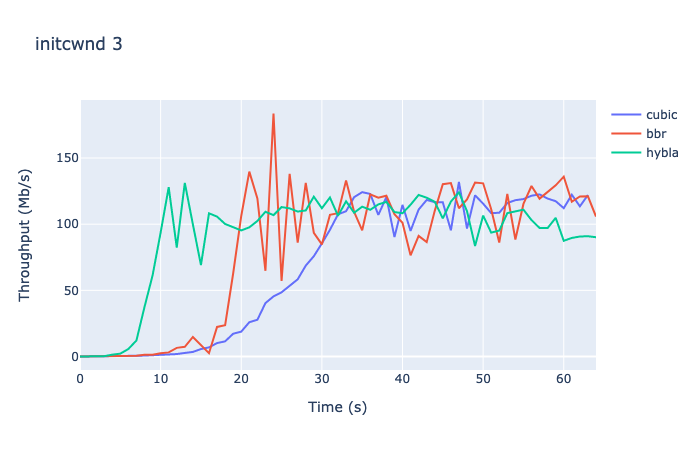 initcwnd 3
cubic
bbr
hybla
Throughput (Mb/s)
150
100
50
0
0 10 20 30 40 50 60
Time (s)